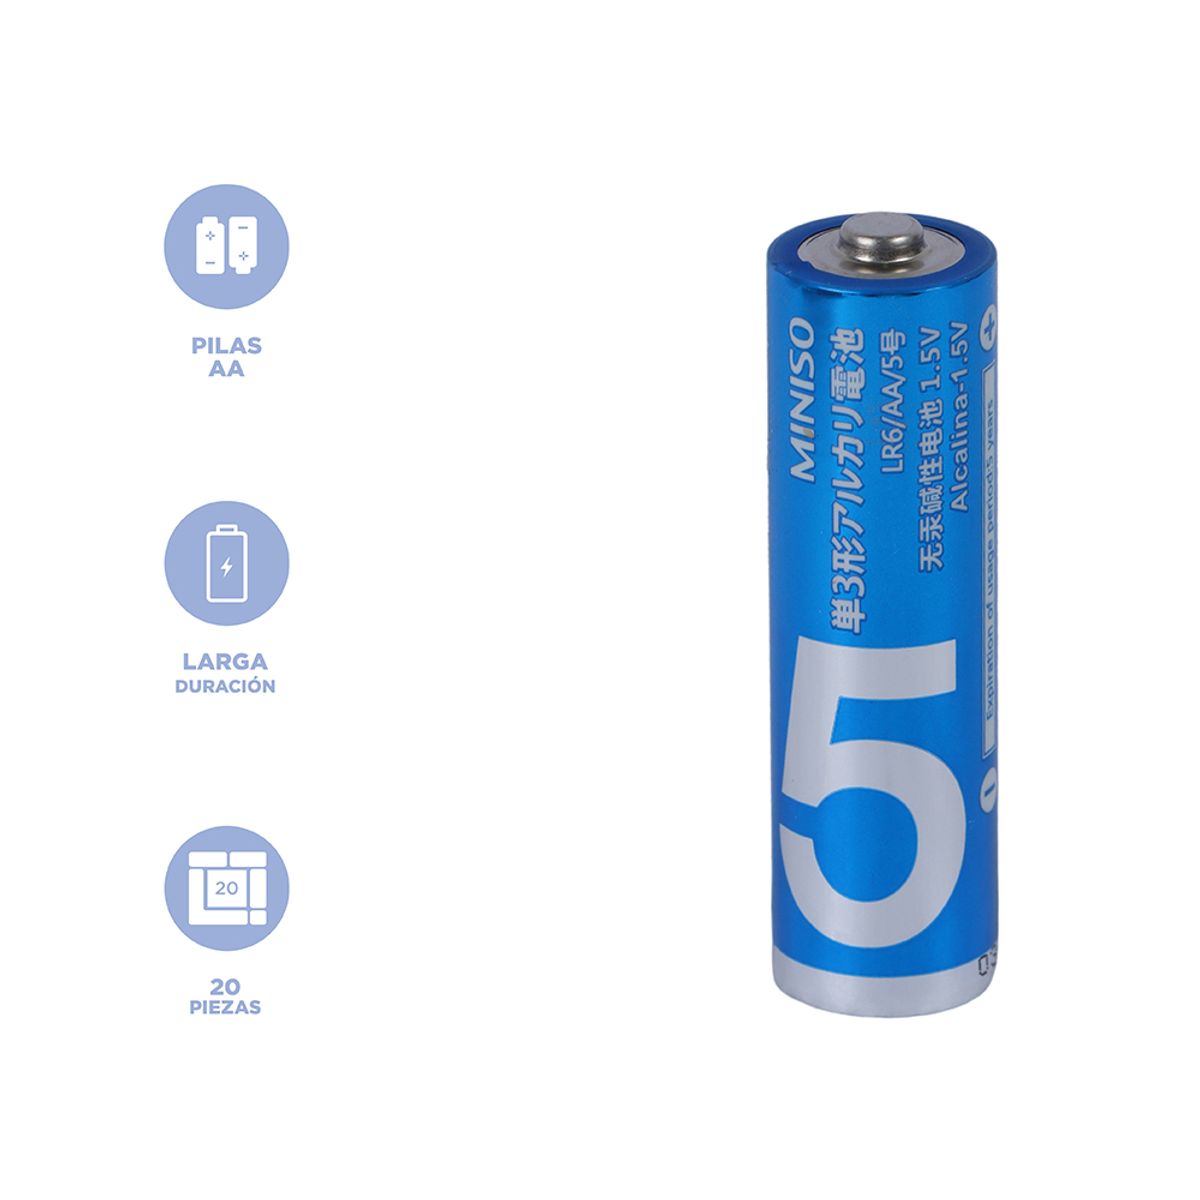 PILAS
AA
LARGA
DURACIÓN
20
20
PIEZAS
MINISO
単3形アルカリ電池
LR6/AA/5号
无汞碱性电池 1.5V
Alcalina-1.5V
Expiration of usage period:5 years
5